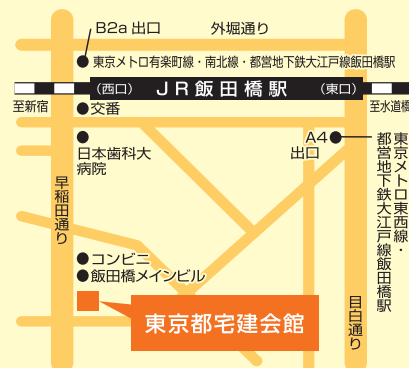 B2a 出口
外堀通り
東京メトロ有楽町線・南北線・都営地下鉄大江戸線飯田橋駅
(西口) JR飯田橋駅 (東口)
至新宿
至水道橋
交番
日本歯科大
病院
A4
出口
東京メトロ東西線・
都営地下鉄大江戸線飯田橋駅
早稲田通り
コンビニ
飯田橋メインビル
東京都宅建会館
目白通り